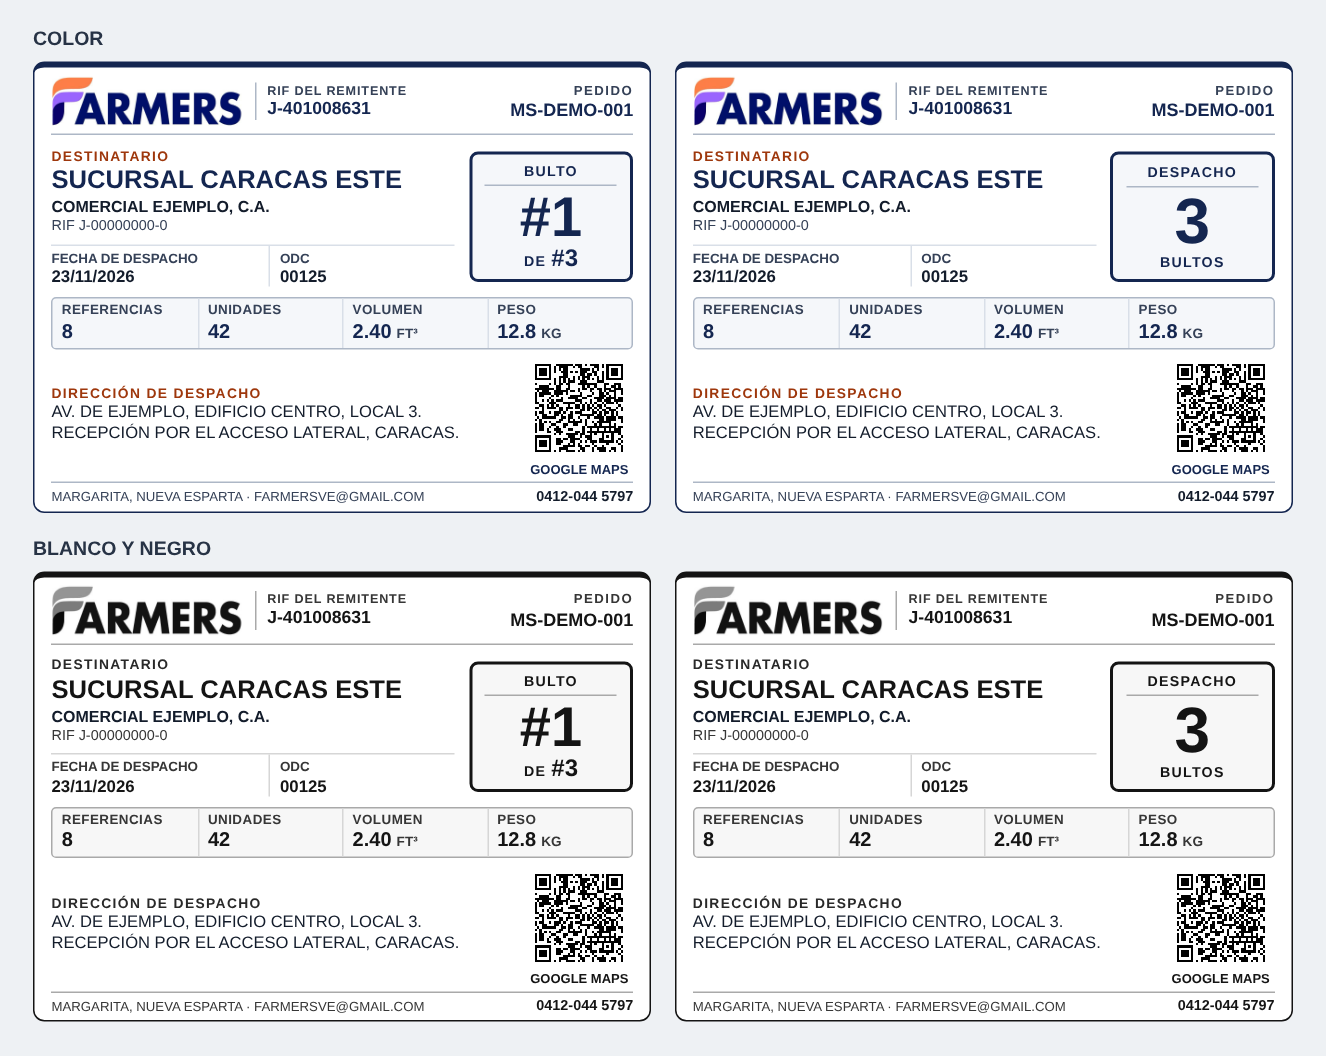 COLOR
FARMERS
RIF DEL REMITENTE
J-401008631
PEDIDO
MS-DEMO-001
DESTINATARIO
SUCURSAL CARACAS ESTE
COMERCIAL EJEMPLO, C.A.
RIF J-00000000-0
FECHA DE DESPACHO
23/11/2026
ODC
00125
BULTO
#1
DE #3
REFERENCIAS
8
UNIDADES
42
VOLUMEN
2.40 FT³
PESO
12.8 KG
DIRECCIÓN DE DESPACHO
AV. DE EJEMPLO, EDIFICIO CENTRO, LOCAL 3.
RECEPCIÓN POR EL ACCESO LATERAL, CARACAS.
GOOGLE MAPS
MARGARITA, NUEVA ESPARTA · FARMERSVE@GMAIL.COM
0412-044 5797
FARMERS
RIF DEL REMITENTE
J-401008631
PEDIDO
MS-DEMO-001
DESTINATARIO
SUCURSAL CARACAS ESTE
COMERCIAL EJEMPLO, C.A.
RIF J-00000000-0
FECHA DE DESPACHO
23/11/2026
ODC
00125
DESPACHO
3
BULTOS
REFERENCIAS
8
UNIDADES
42
VOLUMEN
2.40 FT³
PESO
12.8 KG
DIRECCIÓN DE DESPACHO
AV. DE EJEMPLO, EDIFICIO CENTRO, LOCAL 3.
RECEPCIÓN POR EL ACCESO LATERAL, CARACAS.
GOOGLE MAPS
MARGARITA, NUEVA ESPARTA · FARMERSVE@GMAIL.COM
0412-044 5797
BLANCO Y NEGRO
FARMERS
RIF DEL REMITENTE
J-401008631
PEDIDO
MS-DEMO-001
DESTINATARIO
SUCURSAL CARACAS ESTE
COMERCIAL EJEMPLO, C.A.
RIF J-00000000-0
FECHA DE DESPACHO
23/11/2026
ODC
00125
BULTO
#1
DE #3
REFERENCIAS
8
UNIDADES
42
VOLUMEN
2.40 FT³
PESO
12.8 KG
DIRECCIÓN DE DESPACHO
AV. DE EJEMPLO, EDIFICIO CENTRO, LOCAL 3.
RECEPCIÓN POR EL ACCESO LATERAL, CARACAS.
GOOGLE MAPS
MARGARITA, NUEVA ESPARTA · FARMERSVE@GMAIL.COM
0412-044 5797
FARMERS
RIF DEL REMITENTE
J-401008631
PEDIDO
MS-DEMO-001
DESTINATARIO
SUCURSAL CARACAS ESTE
COMERCIAL EJEMPLO, C.A.
RIF J-00000000-0
FECHA DE DESPACHO
23/11/2026
ODC
00125
DESPACHO
3
BULTOS
REFERENCIAS
8
UNIDADES
42
VOLUMEN
2.40 FT³
PESO
12.8 KG
DIRECCIÓN DE DESPACHO
AV. DE EJEMPLO, EDIFICIO CENTRO, LOCAL 3.
RECEPCIÓN POR EL ACCESO LATERAL, CARACAS.
GOOGLE MAPS
MARGARITA, NUEVA ESPARTA · FARMERSVE@GMAIL.COM
0412-044 5797